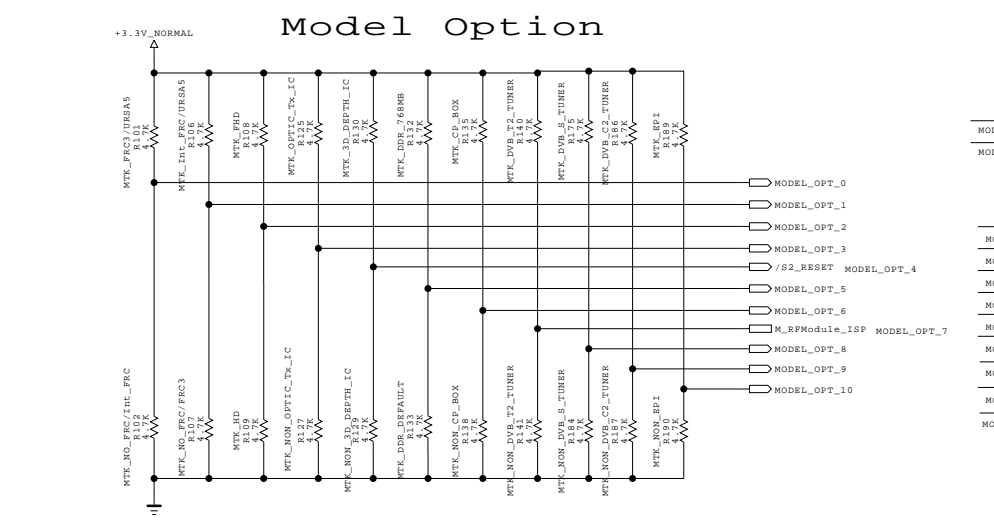 Model Option
+3.3V_NORMAL
MTK_FRC3/URSA5
R101
4.7K
MTK_Int_FRC/URSA5
R106
4.7K
MTK_FHD
R108
4.7K
MTK_OPTIC_Tx_IC
R125
4.7K
MTK_3D_DEPTH_IC
R130
4.7K
MTK_DDR_768MB
R132
4.7K
MTK_CP_BOX
R135
4.7K
MTK_DVB_T2_TUNER
R140
4.7K
MTK_DVB_S_TUNER
R175
4.7K
MTK_DVB_C2_TUNER
R186
4.7K
MTK_EPI
R189
4.7K
MODEL_OPT_0
MODEL_OPT_1
MODEL_OPT_2
MODEL_OPT_3
/S2_RESET MODEL_OPT_4
MODEL_OPT_5
MODEL_OPT_6
M_RFModule_ISP MODEL_OPT_7
MODEL_OPT_8
MODEL_OPT_9
MODEL_OPT_10
MTK_NO_FRC/Int_FRC
R102
4.7K
MTK_NO_FRC/FRC3
R107
4.7K
MTK_HD
R109
4.7K
MTK_NON_OPTIC_Tx_IC
R127
4.7K
MTK_NON_3D_DEPTH_IC
R129
4.7K
MTK_DDR_DEFAULT
R133
4.7K
MTK_NON_CP_BOX
R138
4.7K
MTK_NON_DVB_T2_TUNER
R141
4.7K
MTK_NON_DVB_S_TUNER
R184
4.7K
MTK_NON_DVB_C2_TUNER
R187
4.7K
MTK_NON_EPI
R190
4.7K